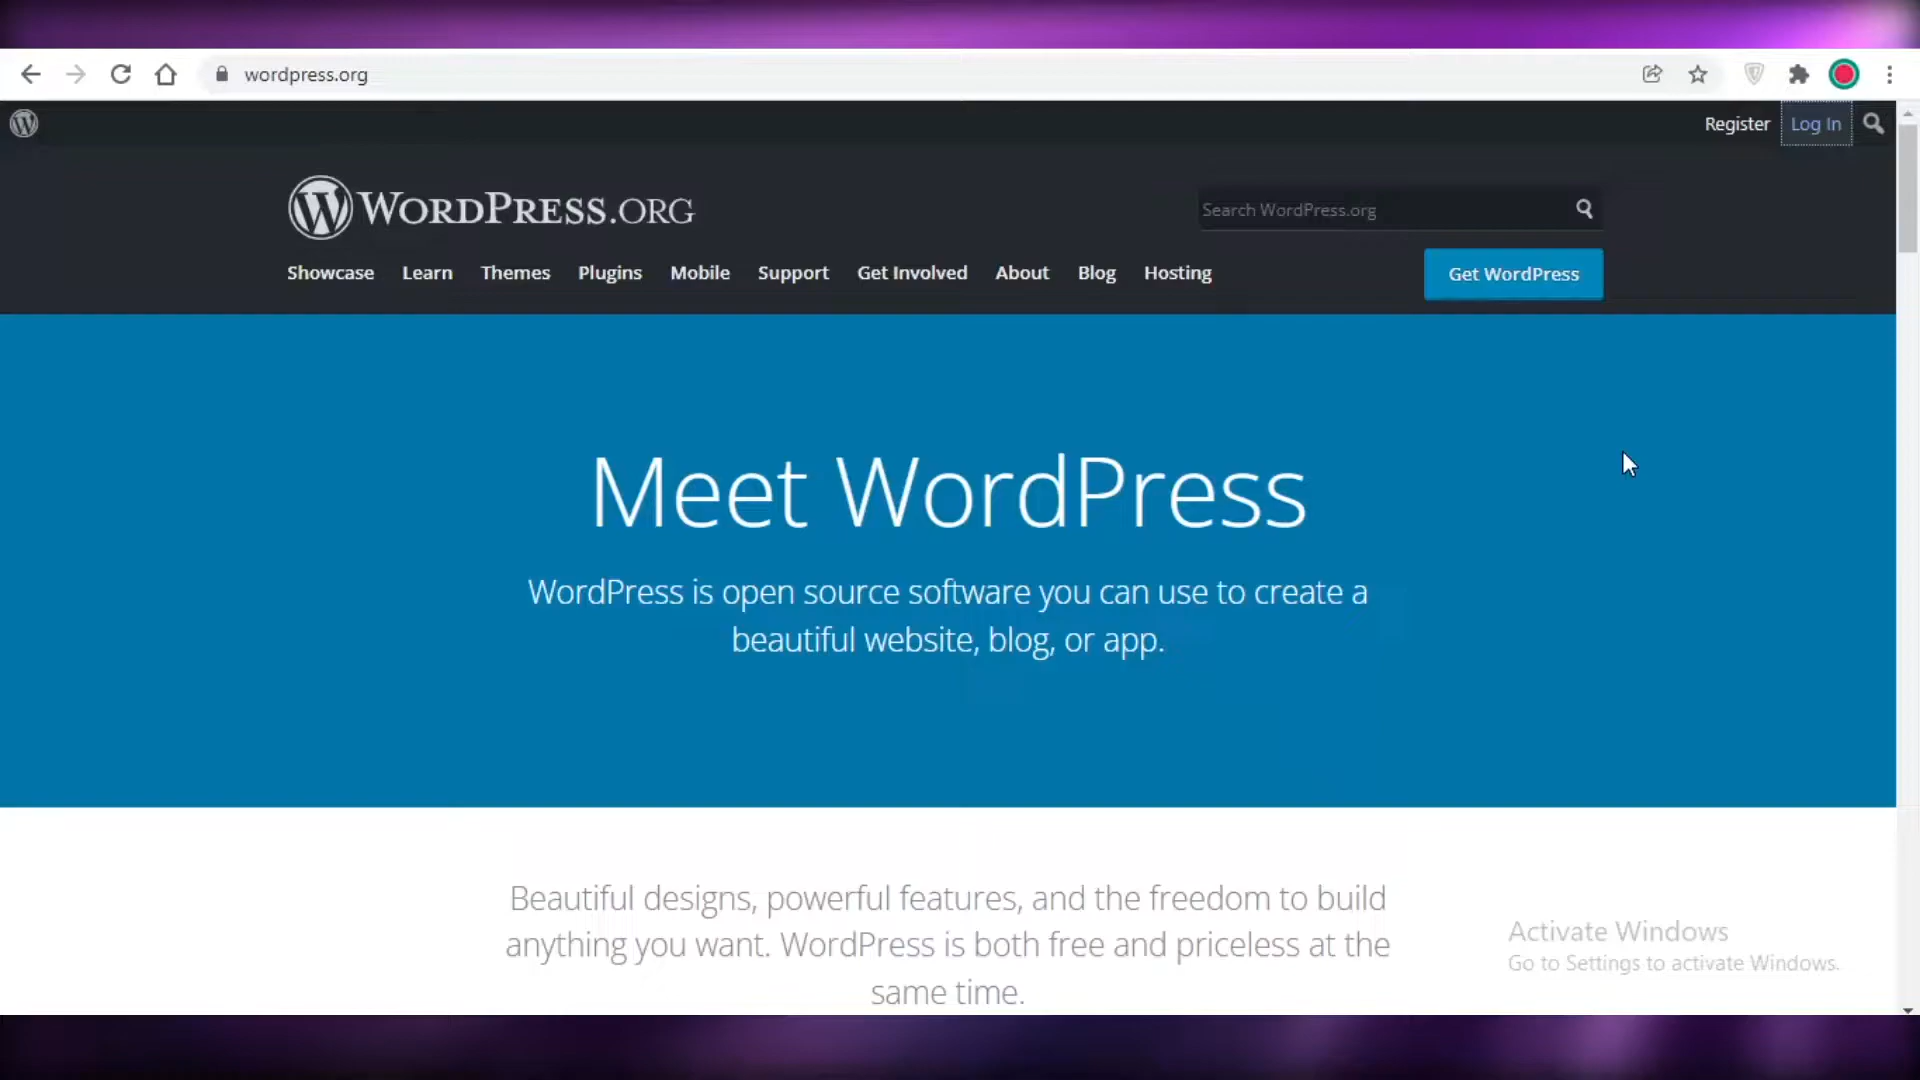 wordpress.org
Register Log In
WORDPRESS.ORG
Search WordPress.org
Showcase Learn Themes Plugins Mobile Support Get Involved About Blog Hosting Get WordPress
Meet WordPress
WordPress is open source software you can use to create a
beautiful website, blog, or app.
Beautiful designs, powerful features, and the freedom to build
anything you want. WordPress is both free and priceless at the
same time.
Activate Windows
Go to Settings to activate Windows.